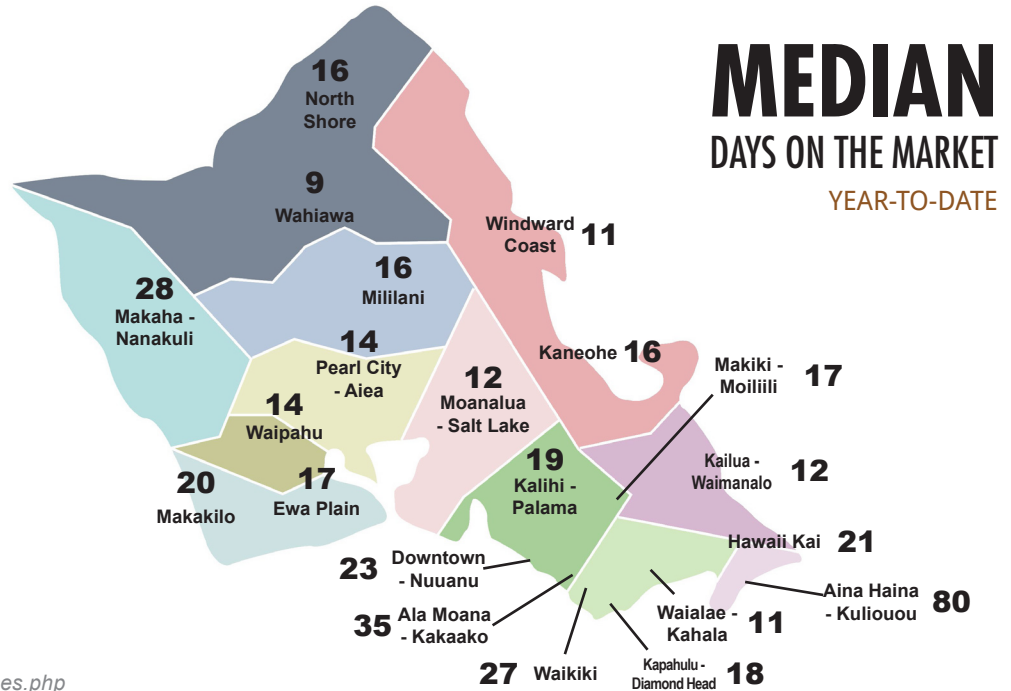 MEDIAN
DAYS ON THE MARKET
YEAR-TO-DATE
16
North
Shore
9
Wahiawa
Windward
Coast 11
16
Mililani
28
Makaha -
Nanakuli
14
Pearl City
- Aiea
Kaneohe 16
12
Moanalua
- Salt Lake
Makiki -
Moiliili 17
14
Waipahu
19
Kalihi -
Palama
Kailua -
Waimanalo 12
20
Makakilo
17
Ewa Plain
Hawaii Kai 21
23 Downtown
- Nuuanu
Aina Haina
- Kuliouou 80
35 Ala Moana
- Kakaako
Waialae -
Kahala 11
27 Waikiki
Kapahulu -
Diamond Head 18
es.php